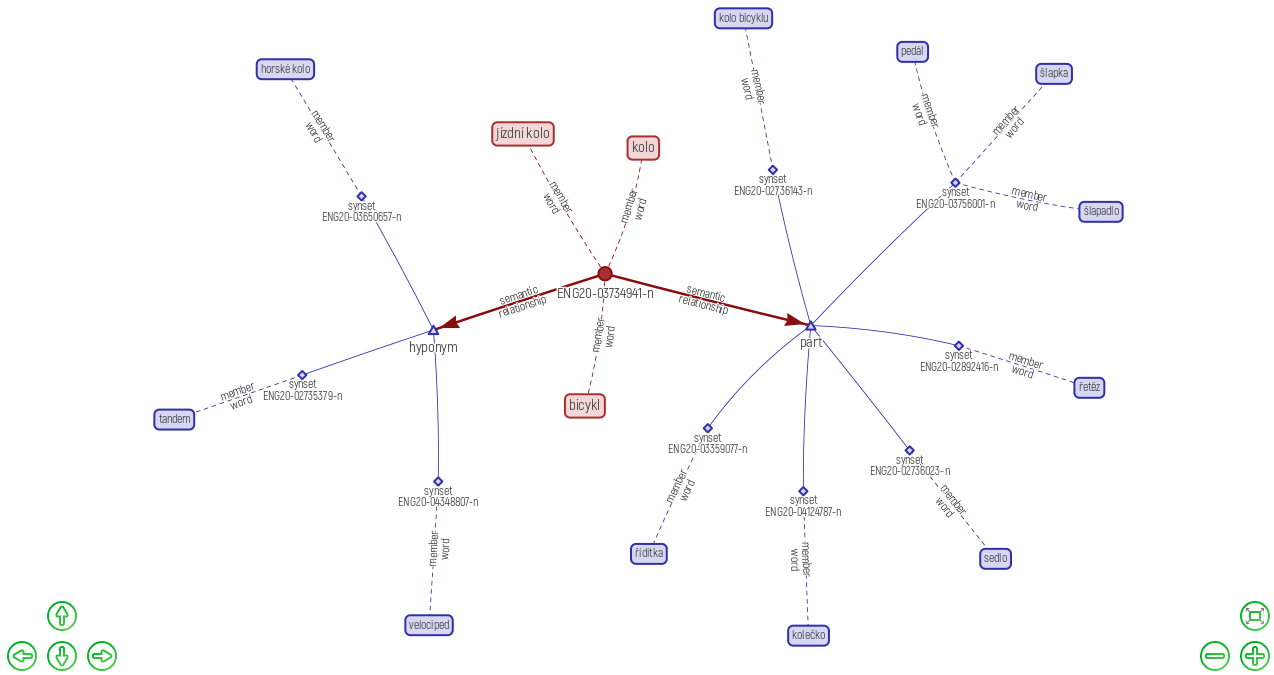 kolo bicyklu
pedál
horské kolo
šlapka
jízdní kolo
kolo
member
word
member
word
member
word
member
word
synset
ENG20-02736143-n
synset
ENG20-03756001-n
member
word
member
word
member
word
member
word
šlapadlo
synset
ENG20-03650657-n
semantic
relationship
ENG20-03734941-n
semantic
relationship
member
word
hyponym
part
synset
ENG20-02892416-n
member
word
řetěz
synset
ENG20-02735379-n
member
word
tandem
bicykl
synset
ENG20-03359077-n
synset
ENG20-02736023-n
synset
ENG20-04348807-n
synset
ENG20-04124787-n
member
word
member
word
member
word
member
word
řidítka
sedlo
velociped
kolečko